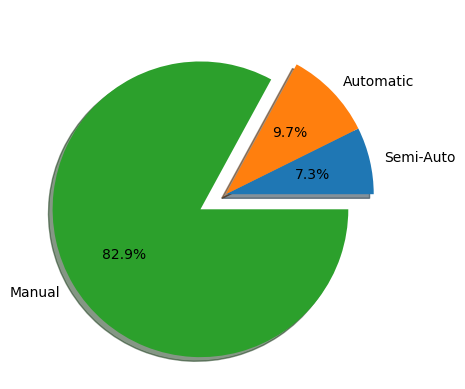 Automatic
9.7%
Semi-Auto
7.3%
82.9%
Manual